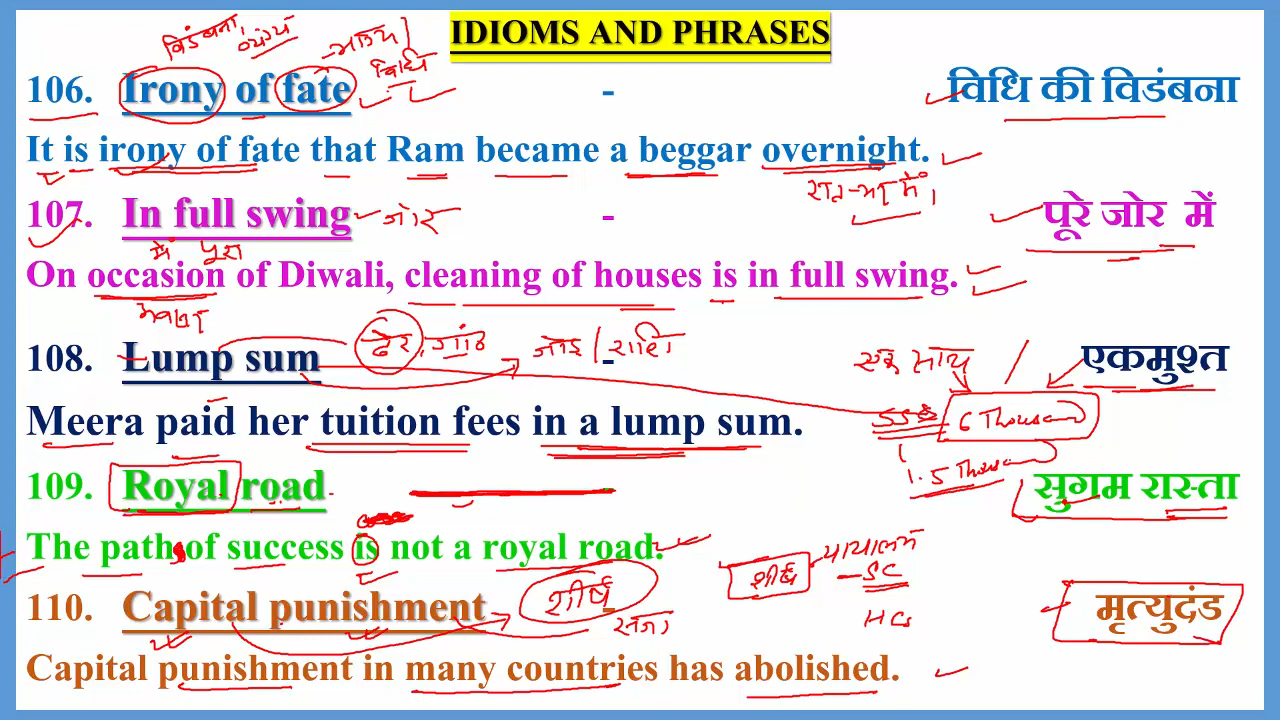 IDIOMS AND PHRASES
विडंबना, व्यंग्य
-भाग्य/
विधि
106. Irony of fate - विधि की विडंबना
It is irony of fate that Ram became a beggar overnight.
रात-भर में।
107. In full swing - पूरे जोर में
जोर
में पूरा
On occasion of Diwali, cleaning of houses is in full swing.
अवसर
ढेर, गांठ जोड़/राशि
108. Lump sum - एकमुश्त
एक साथ /
Meera paid her tuition fees in a lump sum.
6 Thousand
1.5 Thousand
109. Royal road - सुगम रास्ता
The path of success is not a royal road.
शीर्ष न्यायालय
- SC
110. Capital punishment - मृत्युदंड
शीर्ष
सजा
HCs
Capital punishment in many countries has abolished.